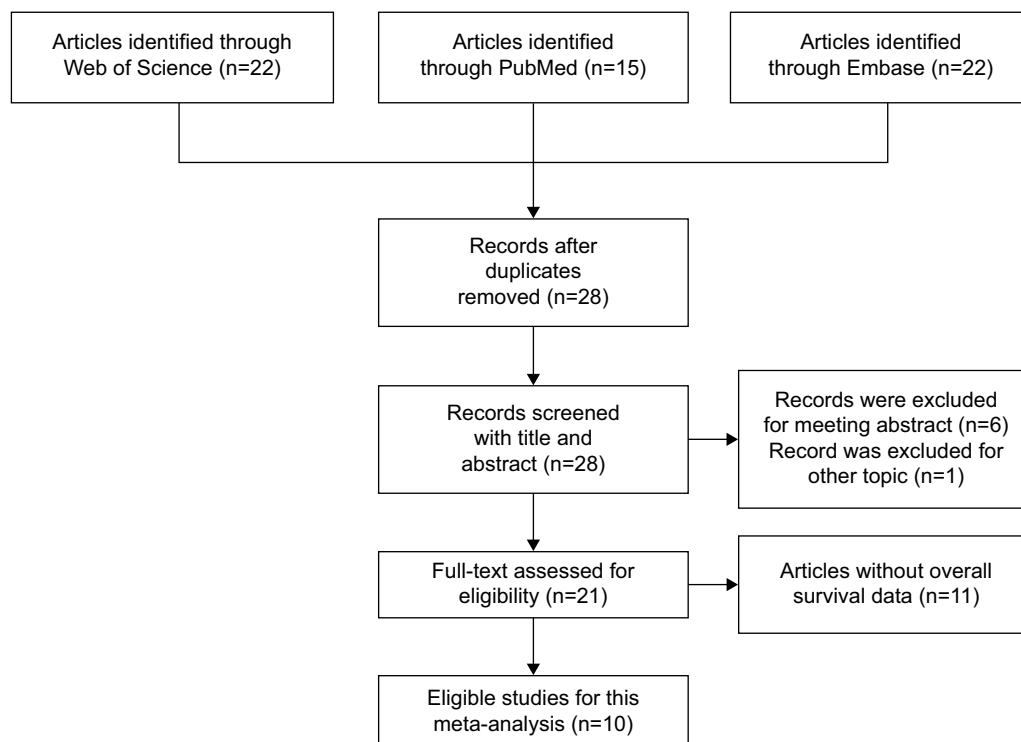 Articles identified through
Web of Science (n=22)
Articles identified
through PubMed (n=15)
Articles identified
through Embase (n=22)
Records after
duplicates
removed (n=28)
Records screened
with title and
abstract (n=28)
Records were excluded
for meeting abstract (n=6)
Record was excluded for
other topic (n=1)
Full-text assessed for
eligibility (n=21)
Articles without overall
survival data (n=11)
Eligible studies for this
meta-analysis (n=10)